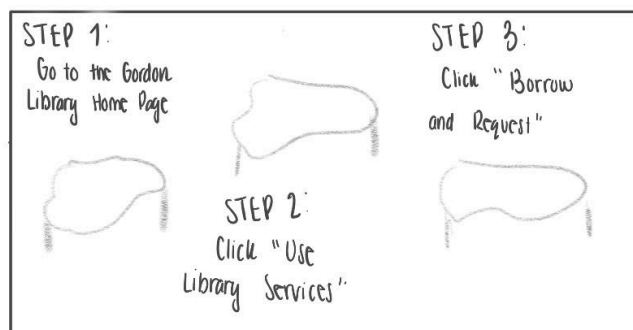 STEP 1:
Go to the Gordon
Library Home Page
STEP 2:
Click "Use
Library Services"
STEP 3:
Click "Borrow
and Request"